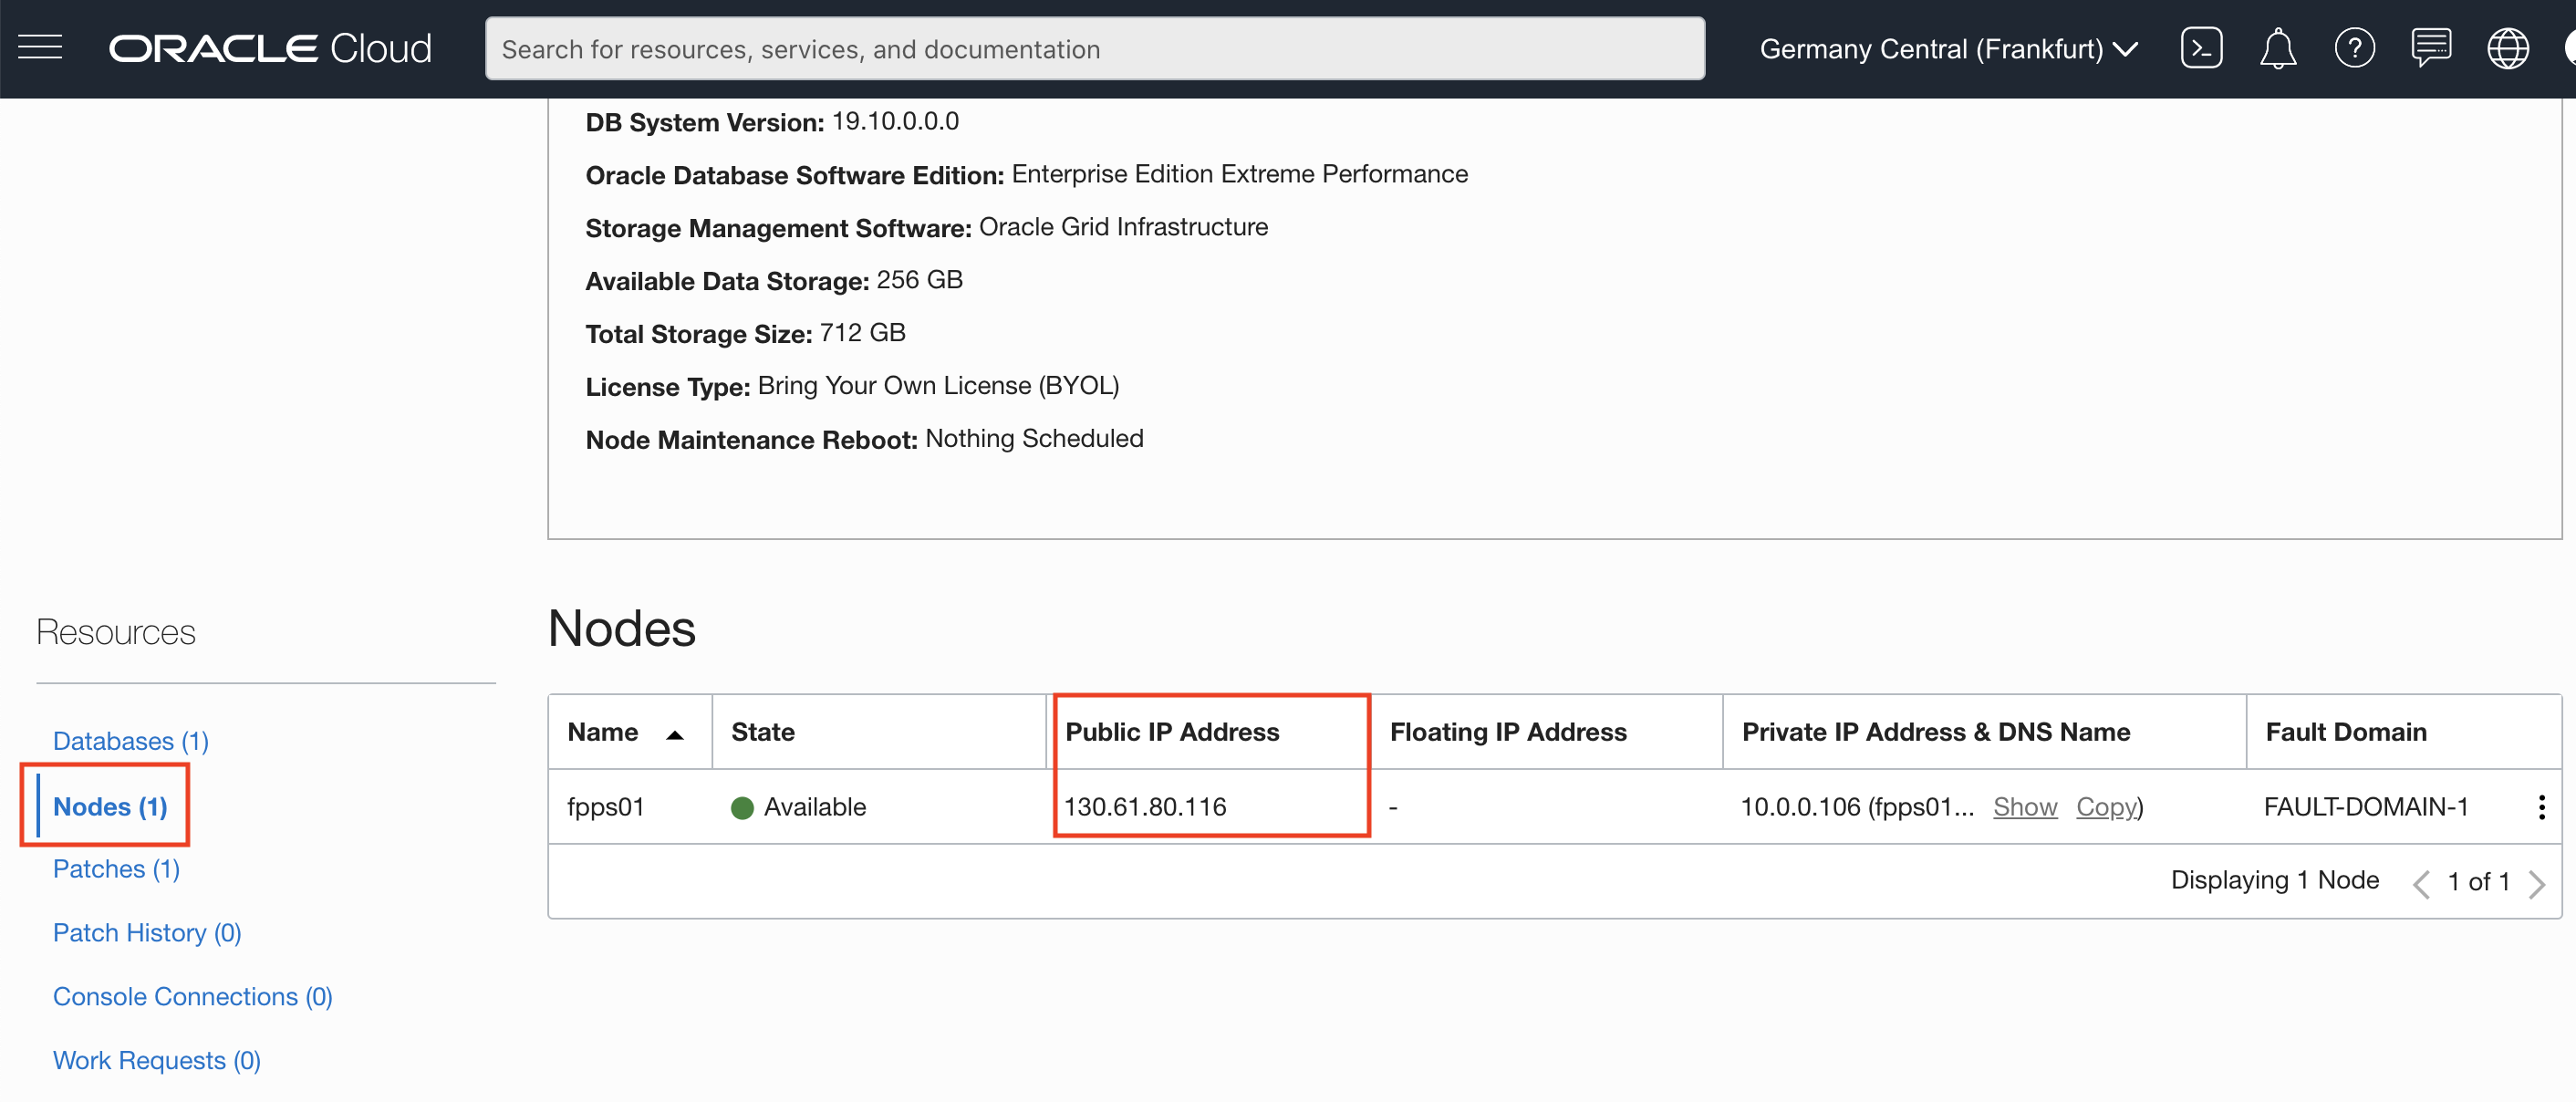 ORACLE Cloud
Search for resources, services, and documentation
Germany Central (Frankfurt)
DB System Version: 19.10.0.0.0
Oracle Database Software Edition: Enterprise Edition Extreme Performance
Storage Management Software: Oracle Grid Infrastructure
Available Data Storage: 256 GB
Total Storage Size: 712 GB
License Type: Bring Your Own License (BYOL)
Node Maintenance Reboot: Nothing Scheduled
Resources
Databases (1)
Nodes (1)
Patches (1)
Patch History (0)
Console Connections (0)
Work Requests (0)
Nodes
Name State Public IP Address Floating IP Address Private IP Address & DNS Name Fault Domain
fpps01 Available 130.61.80.116 - 10.0.0.106 (fpps01... Show Copy) FAULT-DOMAIN-1
Displaying 1 Node 1 of 1